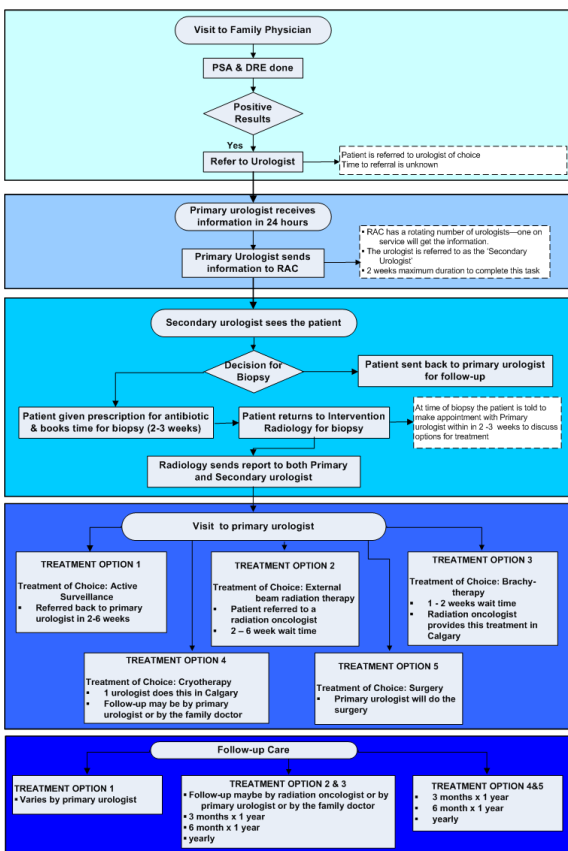 Visit to Family Physician
PSA & DRE done
Positive
Results
Yes
Refer to Urologist
Patient is referred to urologist of choice
Time to referral is unknown
Primary urologist receives
information in 24 hours
Primary Urologist sends
information to RAC
• RAC has a rotating number of urologists—one on
service will get the information.
• The urologist is referred to as the 'Secondary
Urologist'
• 2 weeks maximum duration to complete this task
Secondary urologist sees the patient
Decision for
Biopsy
Patient sent back to primary urologist
for follow-up
Patient given prescription for antibiotic
& books time for biopsy (2-3 weeks)
Patient returns to Intervention
Radiology for biopsy
At time of biopsy the patient is told to
make appointment with Primary
urologist within in 2 -3 weeks to discuss
options for treatment
Radiology sends report to both Primary
and Secondary urologist
Visit to primary urologist
TREATMENT OPTION 1
Treatment of Choice: Active
Surveillance
▪ Referred back to primary
urologist in 2-6 weeks
TREATMENT OPTION 2
Treatment of Choice: External
beam radiation therapy
▪ Patient referred to a
radiation oncologist
▪ 2 – 6 week wait time
TREATMENT OPTION 3
Treatment of Choice: Brachy-
therapy
▪ 1 - 2 weeks wait time
▪ Radiation oncologist
provides this treatment in
Calgary
TREATMENT OPTION 4
Treatment of Choice: Cryotherapy
▪ 1 urologist does this in Calgary
▪ Follow-up may be by primary
urologist or by the family doctor
TREATMENT OPTION 5
Treatment of Choice: Surgery
▪ Primary urologist will do the
surgery
Follow-up Care
TREATMENT OPTION 1
▪ Varies by primary urologist
TREATMENT OPTION 2 & 3
▪ Follow-up maybe by radiation oncologist or by
primary urologist or by the family doctor
▪ 3 months x 1 year
▪ 6 month x 1 year
▪ yearly
TREATMENT OPTION 4&5
▪ 3 months x 1 year
▪ 6 month x 1 year
▪ yearly